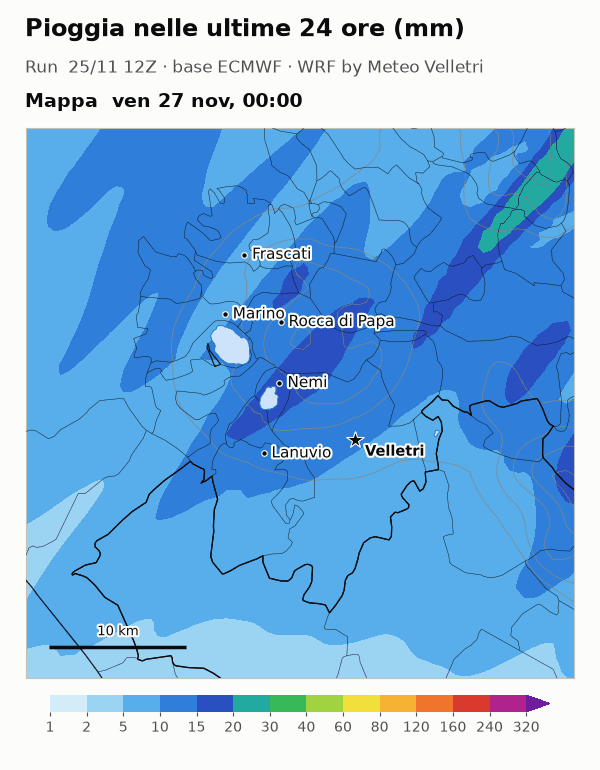 Pioggia nelle ultime 24 ore (mm)
Run  25/11 12Z · base ECMWF · WRF by Meteo Velletri
Mappa  ven 27 nov, 00:00
Frascati
Marino
Rocca di Papa
Nemi
Velletri
Lanuvio
10 km
1 2 5 10 15 20 30 40 60 80 120 160 240 320